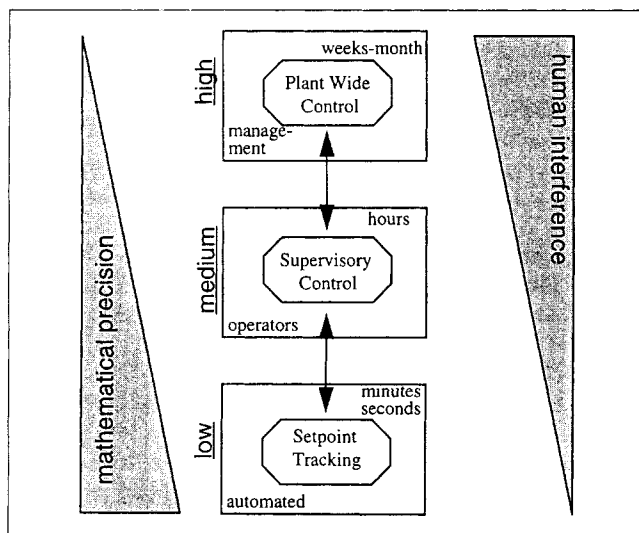 weeks-month
high
Plant Wide
Control
manage-
ment
human interference
hours
medium
Supervisory
Control
operators
mathematical precision
minutes
seconds
low
Setpoint
Tracking
automated